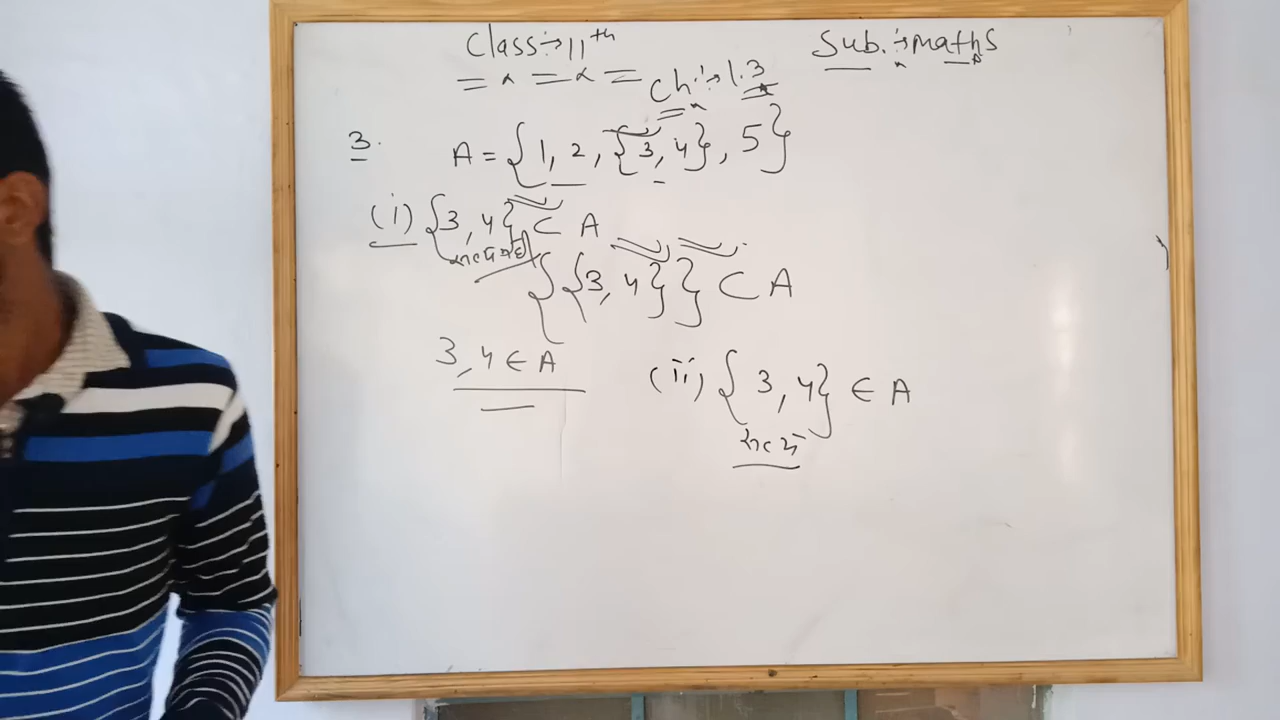 Class :→ 11th
Sub. :→ maths
Ch :→ 1.3
3. A = {1, 2, {3, 4}, 5}
(i) {3, 4} ⊂ A
{{3, 4}} ⊂ A
3, 4 ∈ A
(ii) {3, 4} ∈ A
सत्य